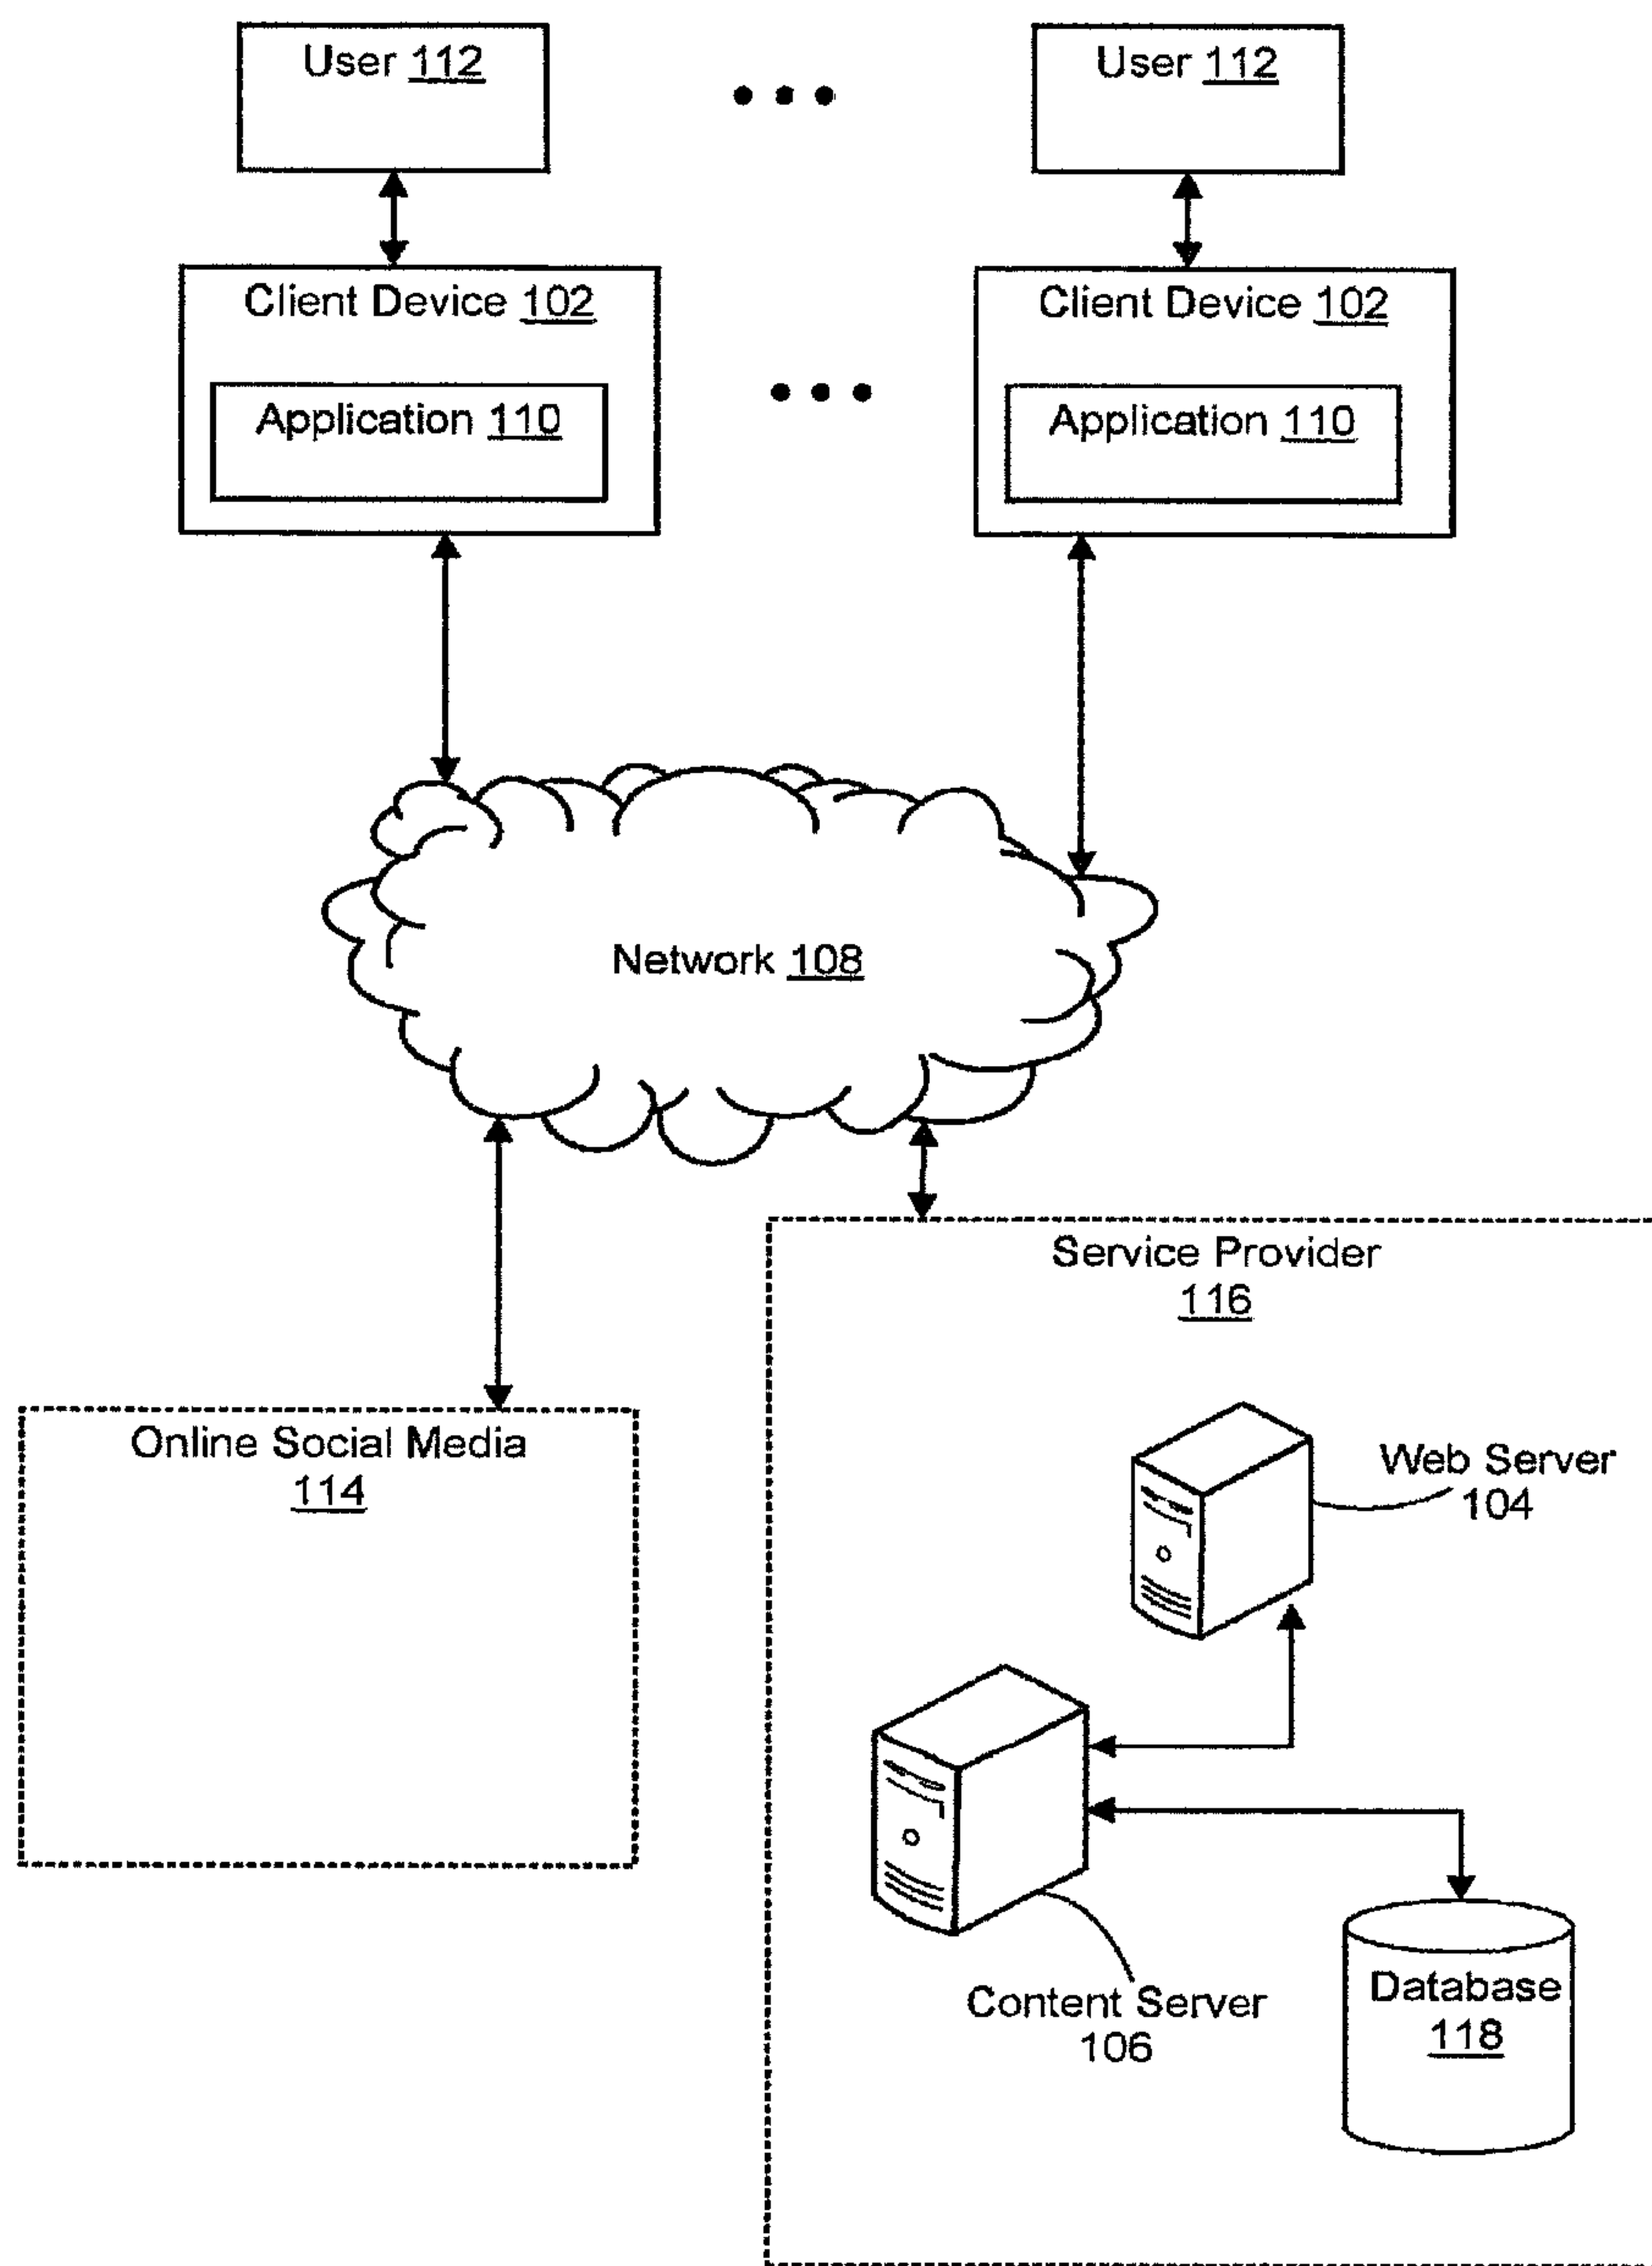 User 112
User 112
Client Device 102
Client Device 102
Application 110
Application 110
Network 108
Service Provider
116
Online Social Media
114
Web Server
104
Content Server
106
Database
118